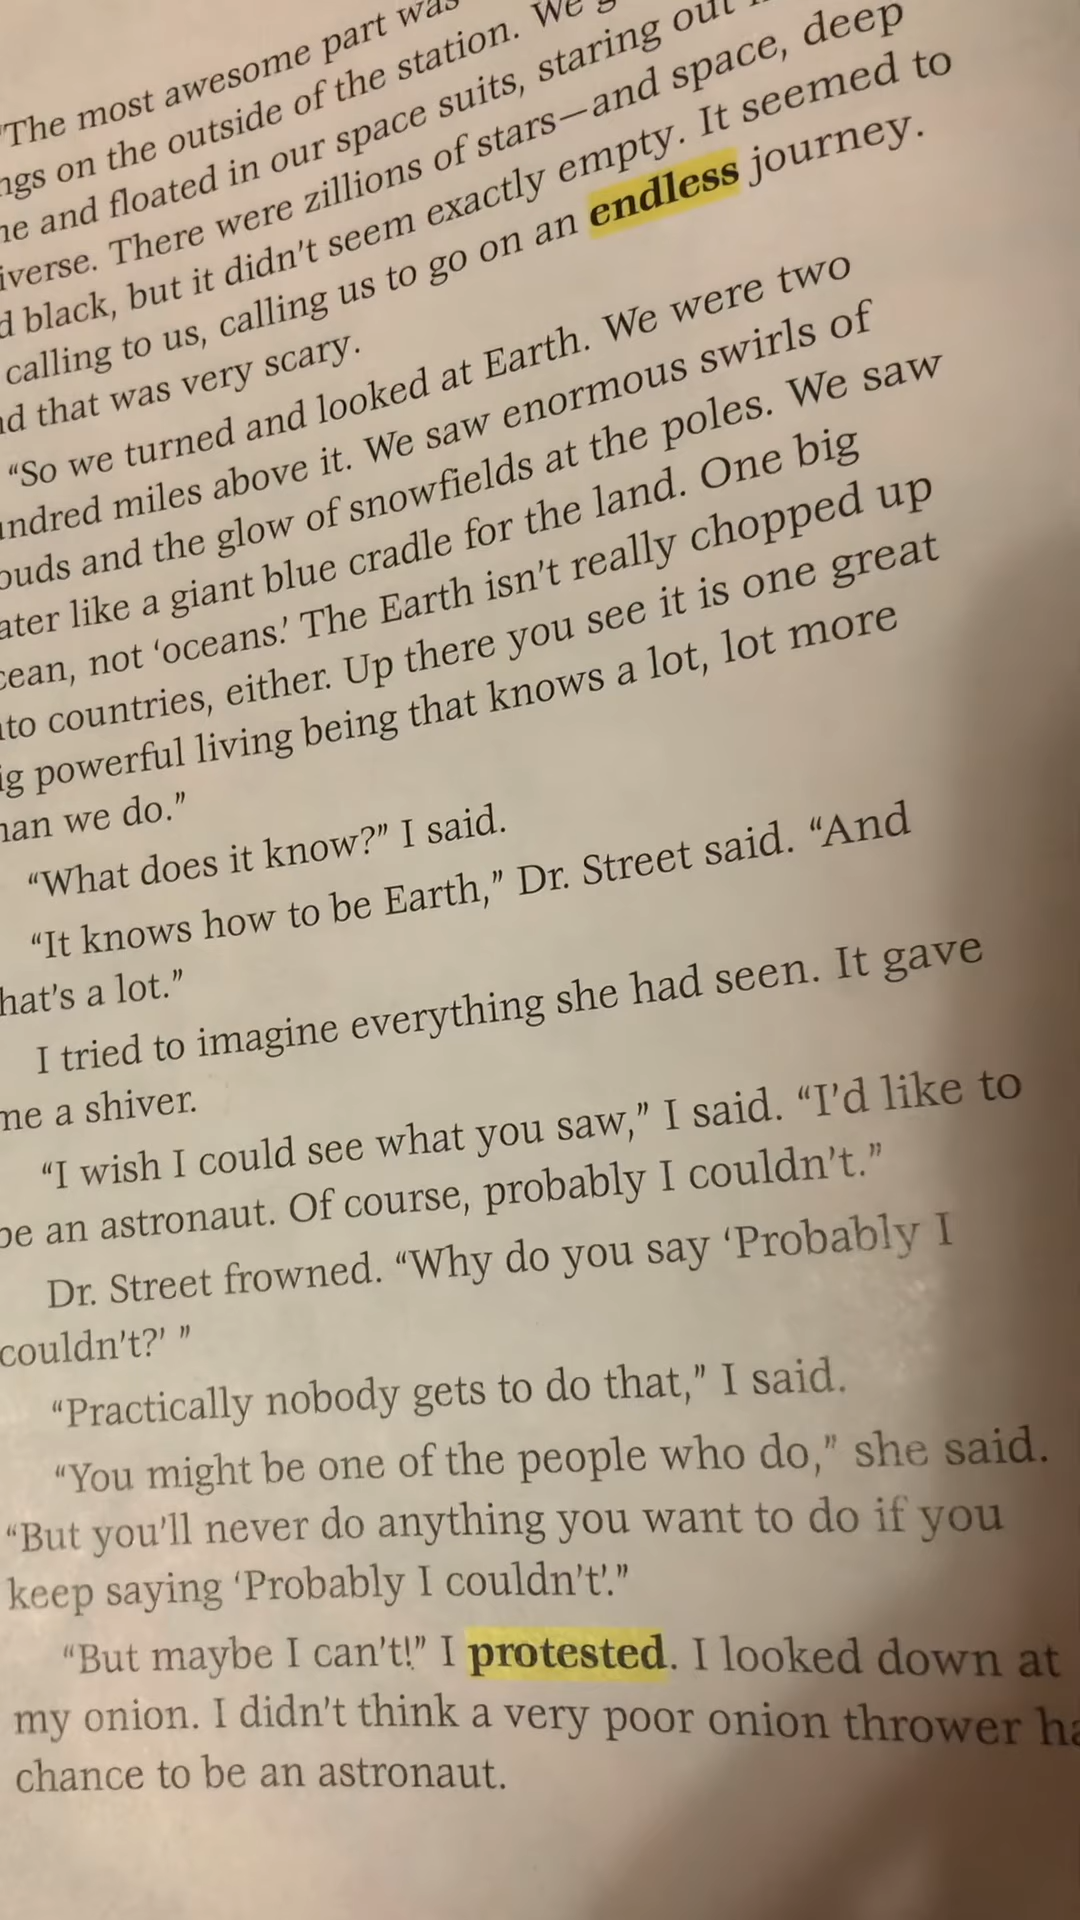 "The most awesome part was
on the outside of the station. We
and floated in our space suits, staring out
There were zillions of stars—and space, deep
black, but it didn't seem exactly empty. It seemed to
calling to us, calling us to go on an endless journey.
that was very scary.
"So we turned and looked at Earth. We were two
miles above it. We saw enormous swirls of
and the glow of snowfields at the poles. We saw
like a giant blue cradle for the land. One big
not 'oceans.' The Earth isn't really chopped up
countries, either. Up there you see it is one great
powerful living being that knows a lot, lot more
we do."
"What does it know?" I said.
"It knows how to be Earth," Dr. Street said. "And
a lot."
I tried to imagine everything she had seen. It gave
me a shiver.
"I wish I could see what you saw," I said. "I'd like to
be an astronaut. Of course, probably I couldn't."
Dr. Street frowned. "Why do you say 'Probably I
couldn't?' "
"Practically nobody gets to do that," I said.
"You might be one of the people who do," she said.
"But you'll never do anything you want to do if you
keep saying 'Probably I couldn't'."
"But maybe I can't!" I protested. I looked down at
my onion. I didn't think a very poor onion thrower
chance to be an astronaut.